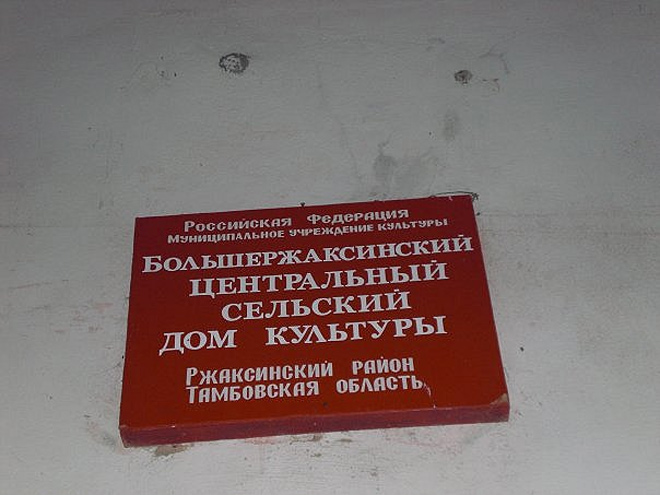 Российская Федерация
Муниципальное учреждение культуры
Большержаксинский
центральный
сельский
дом культуры
Ржаксинский район
Тамбовская область